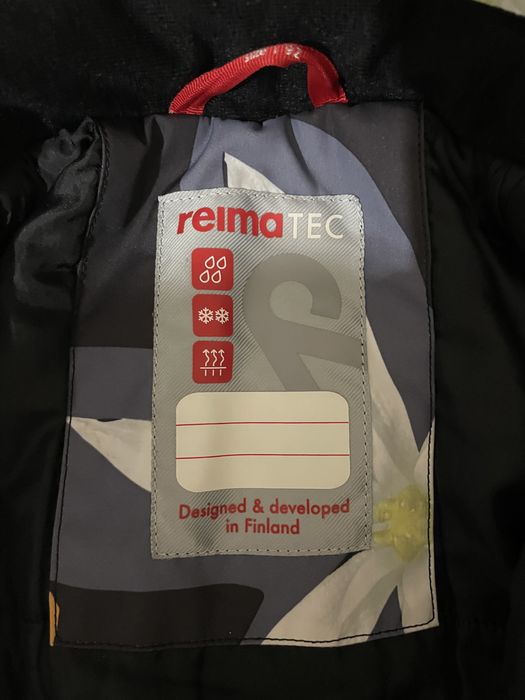 reimaTEC
Designed & developed
in Finland